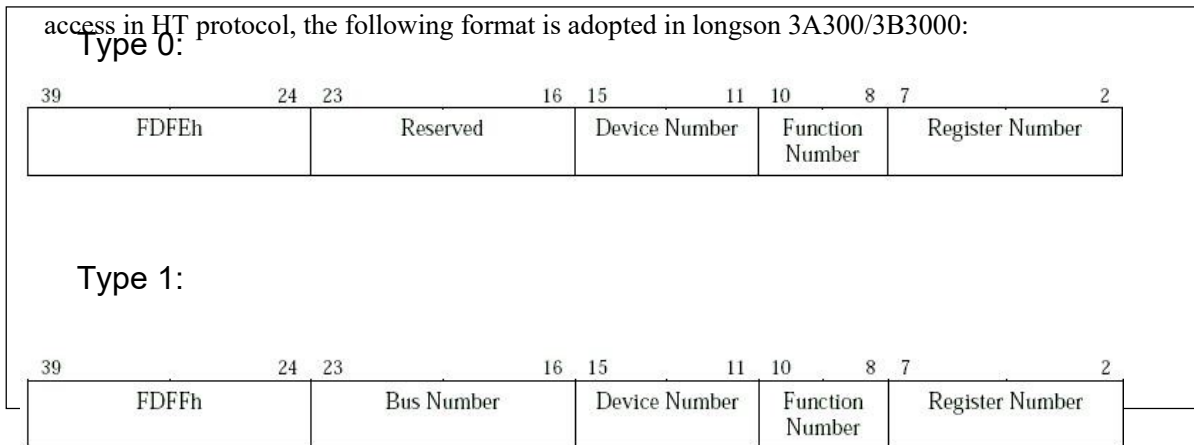 access in HT protocol, the following format is adopted in longson 3A300/3B3000:
Type 0:
39 24 23 16 15 11 10 8 7 2
FDFEh Reserved Device Number Function Number Register Number
Type 1:
39 24 23 16 15 11 10 8 7 2
FDFFh Bus Number Device Number Function Number Register Number